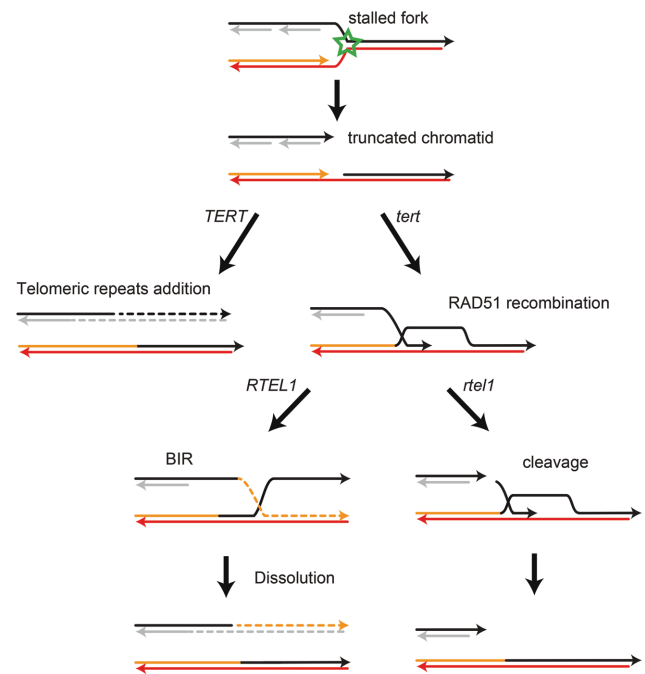 stalled fork
truncated chromatid
TERT
tert
Telomeric repeats addition
RAD51 recombination
RTEL1
rtel1
BIR
cleavage
Dissolution